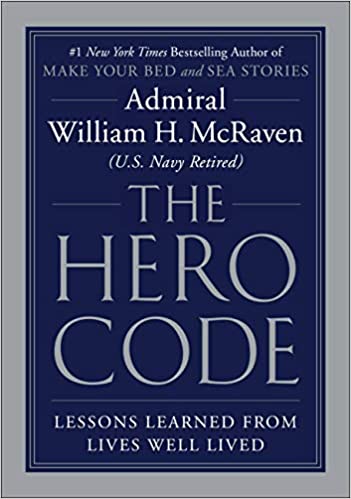 #1 New York Times Bestselling Author of
MAKE YOUR BED and SEA STORIES
Admiral
William H. McRaven
(U.S. Navy Retired)
THE
HERO
CODE
LESSONS LEARNED FROM
LIVES WELL LIVED